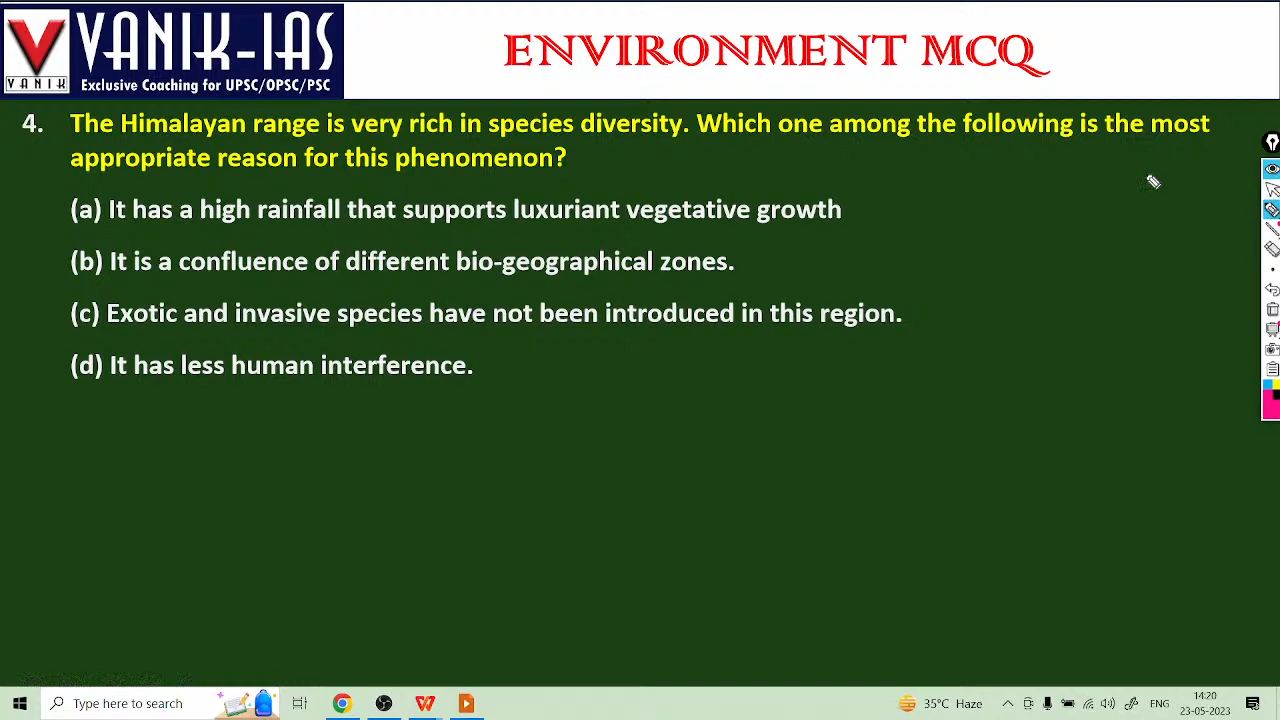 VANIK-IAS
VANIK
Exclusive Coaching for UPSC/OPSC/PSC
ENVIRONMENT MCQ
4. The Himalayan range is very rich in species diversity. Which one among the following is the most
appropriate reason for this phenomenon?
(a) It has a high rainfall that supports luxuriant vegetative growth
(b) It is a confluence of different bio-geographical zones.
(c) Exotic and invasive species have not been introduced in this region.
(d) It has less human interference.
Type here to search
35°C Haze
ENG
14:20
23-05-2023